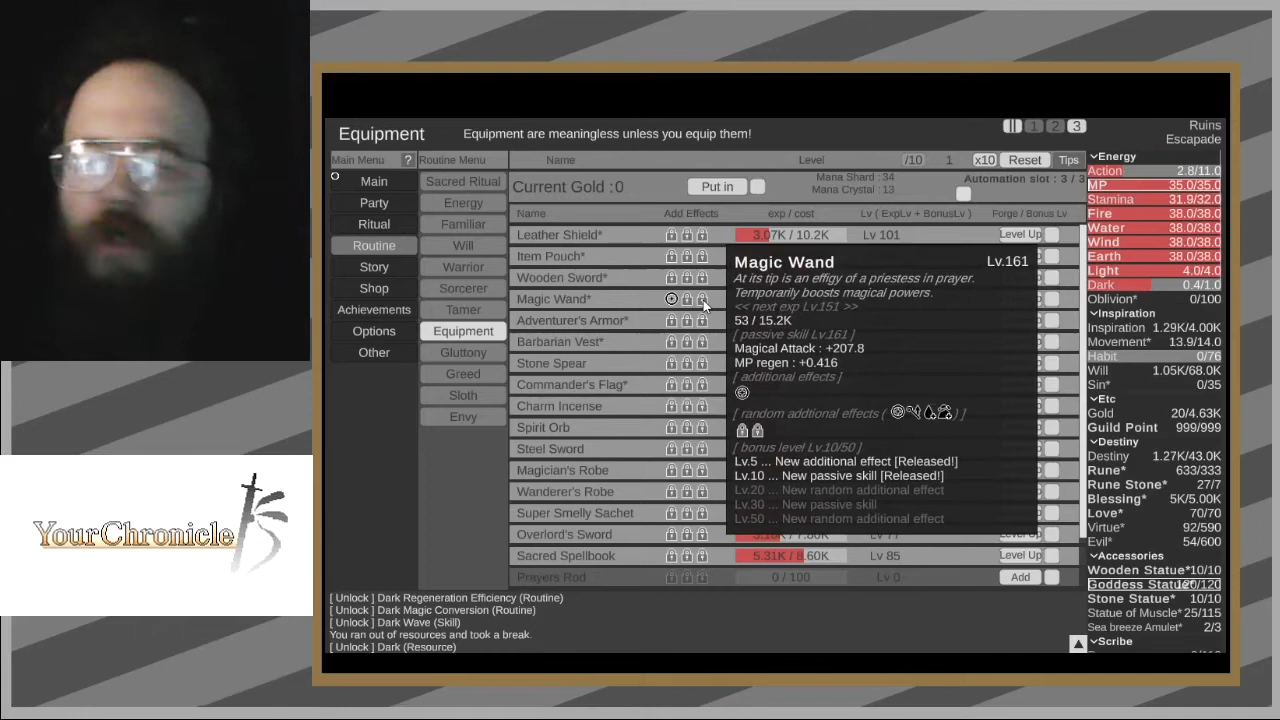 Equipment
Equipment are meaningless unless you equip them!
1 2 3
Ruins
Escapade
Main Menu ?
Main
Party
Ritual
Routine
Story
Shop
Achievements
Options
Other
Routine Menu
Sacred Ritual
Energy
Familiar
Will
Warrior
Sorcerer
Tamer
Equipment
Gluttony
Greed
Sloth
Envy
Name Level /10 1 x10 Reset Tips
Current Gold :0 Put in
Mana Shard : 34
Mana Crystal : 13
Automation slot : 3 / 3
Name Add Effects exp / cost Lv ( ExpLv + BonusLv ) Forge / Bonus Lv
Leather Shield* 3.07K / 10.2K Lv 101 Level Up
Item Pouch*
Wooden Sword*
Magic Wand*
Adventurer's Armor*
Barbarian Vest*
Stone Spear
Commander's Flag*
Charm Incense
Spirit Orb
Steel Sword
Magician's Robe
Wanderer's Robe
Super Smelly Sachet
Overlord's Sword
Sacred Spellbook 5.31K / 8.60K Lv 85 Level Up
Prayers Rod 0 / 100 Lv 0 Add
Magic Wand Lv.161
At its tip is an effigy of a priestess in prayer.
Temporarily boosts magical powers.
<< next exp Lv.151 >>
53 / 15.2K
[ passive skill Lv.161 ]
Magical Attack : +207.8
MP regen : +0.416
[ additional effects ]
[ random addtional effects ( ) ]
[ bonus level Lv.10/50 ]
Lv.5 ... New additional effect [Released!]
Lv.10 ... New passive skill [Released!]
Lv.20 ... New random additional effect
Lv.30 ... New passive skill
Lv.50 ... New random additional effect
[ Unlock ] Dark Regeneration Efficiency (Routine)
[ Unlock ] Dark Magic Conversion (Routine)
[ Unlock ] Dark Wave (Skill)
You ran out of resources and took a break.
[ Unlock ] Dark (Resource)
Energy
Action 2.8/11.0
MP 35.0/35.0
Stamina 31.9/32.0
Fire 38.0/38.0
Water 38.0/38.0
Wind 38.0/38.0
Earth 38.0/38.0
Light 4.0/4.0
Dark 0.4/1.0
Oblivion* 0/100
Inspiration
Inspiration 1.29K/4.00K
Movement* 13.9/14.0
Habit 0/76
Will 1.05K/68.0K
Sin* 0/35
Etc
Gold 20/4.63K
Guild Point 999/999
Destiny
Destiny 1.27K/43.0K
Rune* 633/333
Rune Stone* 27/7
Blessing* 5K/5.00K
Love* 70/70
Virtue* 92/590
Evil* 54/600
Accessories
Wooden Statue* 10/10
Goddess Statue* 120/120
Stone Statue* 10/10
Statue of Muscle* 25/115
Sea breeze Amulet* 2/3
Scribe
YourChronicle